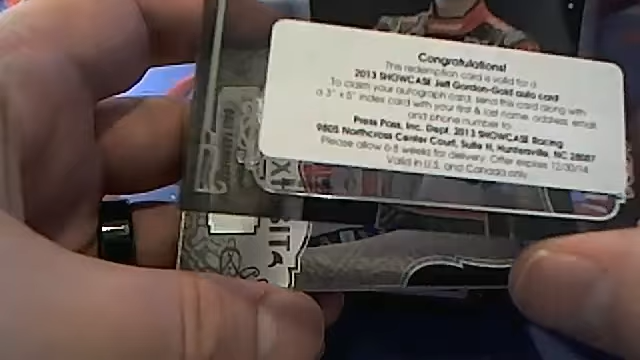 Congratulations!
This redemption card is valid for a
2013 SHOWCASE Jeff Gordon-Gold auto card
To claim your autograph card, send this card along with
a 3" x 5" index card with your first & last name, address, email
and phone number to:
Press Pass, Inc. Dept. 2013 SHOWCASE Racing
9805 Northcross Center Court, Suite H, Huntersville, NC 28087
Please allow 6-8 weeks for delivery. Offer expires 12/30/14
Valid in U.S. and Canada only
BIT